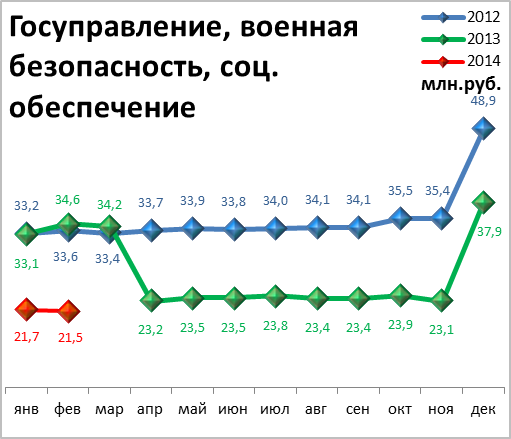 Госуправление, военная
безопасность, соц.
обеспечение
2012
2013
2014
млн.руб.
33,2 33,6 33,4 33,7 33,9 33,8 34,0 34,1 34,1 35,5 35,4 48,9
33,1 34,6 34,2 23,2 23,5 23,5 23,8 23,4 23,4 23,9 23,1 37,9
21,7 21,5
янв фев мар апр май июн июл авг сен окт ноя дек